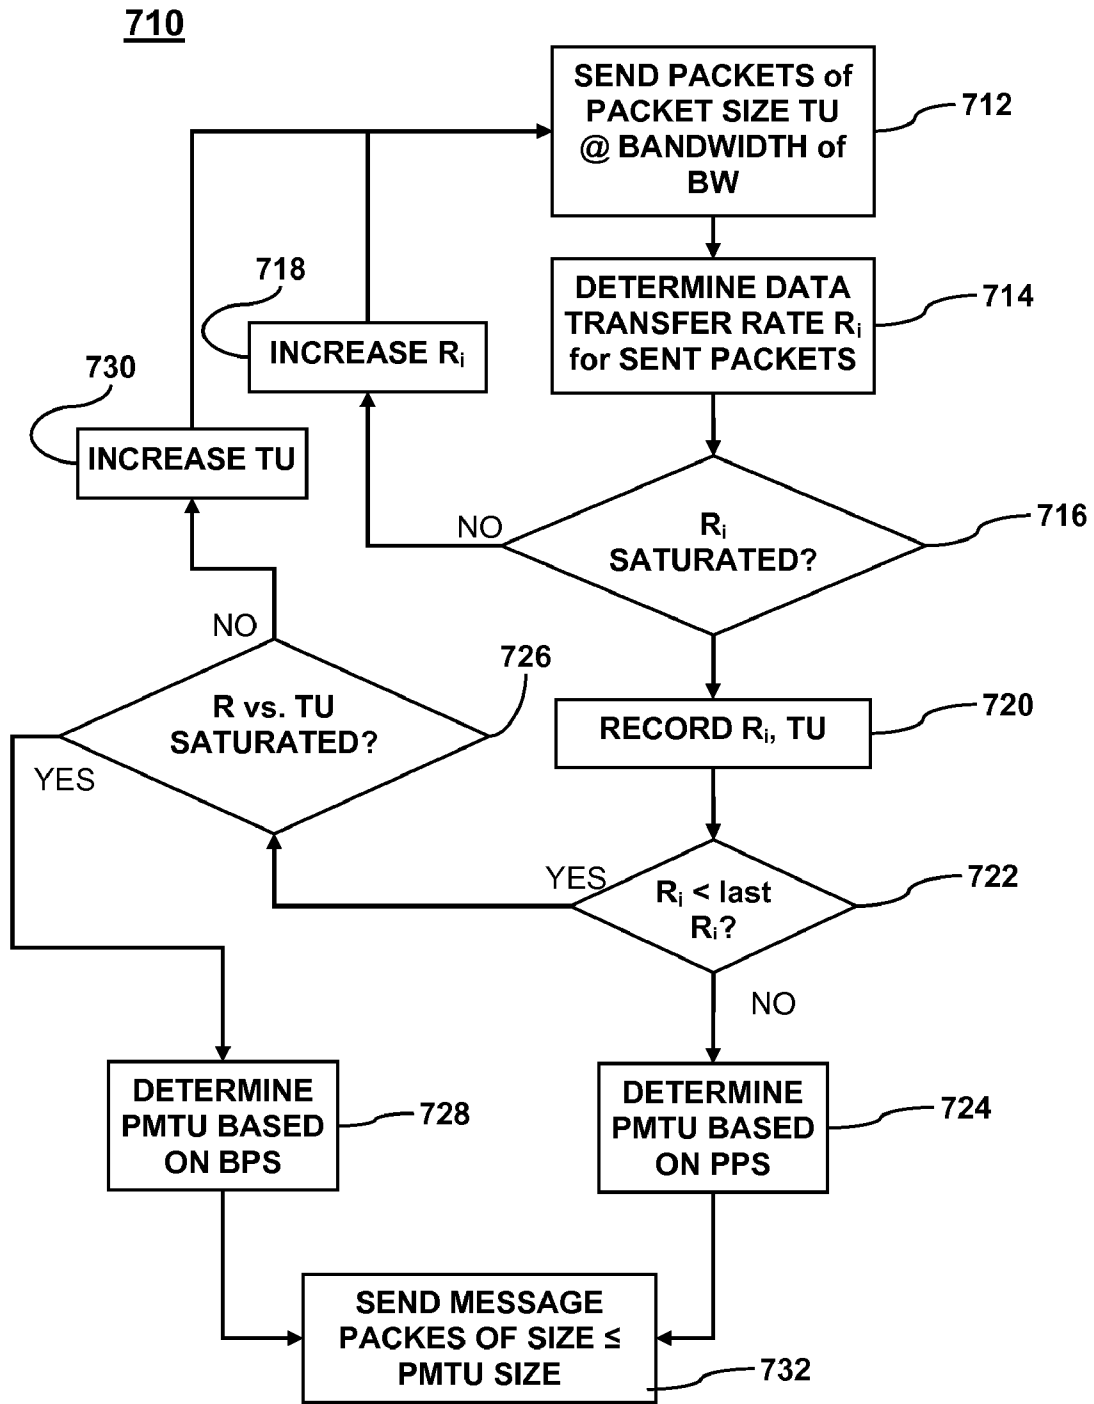 710
SEND PACKETS of
PACKET SIZE TU
@ BANDWIDTH of
BW
712
DETERMINE DATA
TRANSFER RATE Ri
for SENT PACKETS
714
718
INCREASE Ri
730
INCREASE TU
Ri
SATURATED?
716
NO
NO
R vs. TU
SATURATED?
726
YES
RECORD Ri, TU
720
YES
Ri < last
Ri?
722
NO
DETERMINE
PMTU BASED
ON BPS
728
DETERMINE
PMTU BASED
ON PPS
724
SEND MESSAGE
PACKES OF SIZE ≤
PMTU SIZE
732